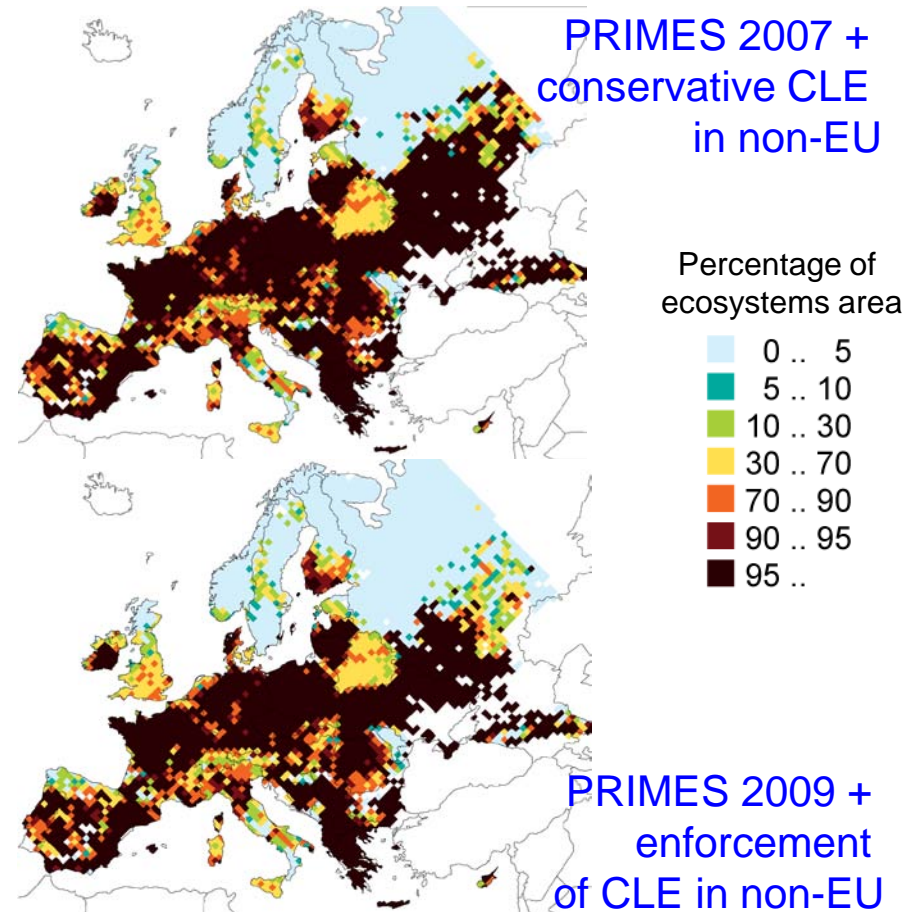 PRIMES 2007 +
conservative CLE
in non-EU
Percentage of
ecosystems area
0 .. 5
5 .. 10
10 .. 30
30 .. 70
70 .. 90
90 .. 95
95 ..
PRIMES 2009 +
enforcement
of CLE in non-EU